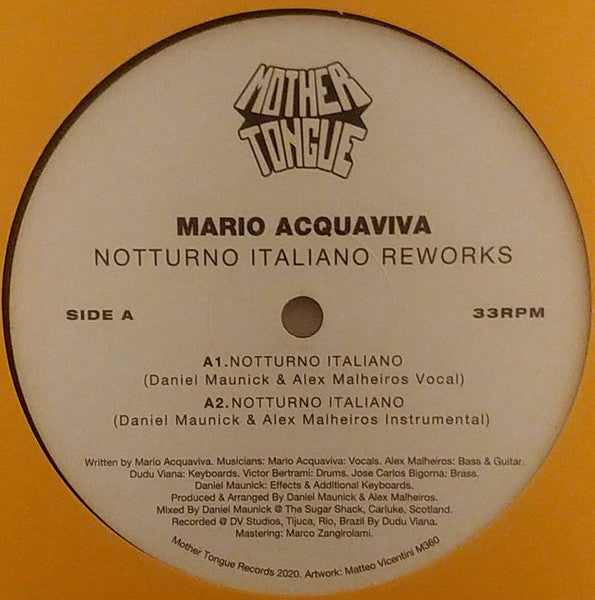 MOTHER
TONGUE
MARIO ACQUAVIVA
NOTTURNO ITALIANO REWORKS
SIDE A
33RPM
A1.NOTTURNO ITALIANO
(Daniel Maunick & Alex Malheiros Vocal)
A2.NOTTURNO ITALIANO
(Daniel Maunick & Alex Malheiros Instrumental)
Written by Mario Acquaviva. Musicians: Mario Acquaviva: Vocals. Alex Malheiros: Bass & Guitar.
Dudu Viana: Keyboards. Victor Bertrami: Drums. Jose Carlos Bigorna: Brass.
Daniel Maunick: Effects & Additional Keyboards.
Produced & Arranged By Daniel Maunick & Alex Malheiros.
Mixed By Daniel Maunick @ The Sugar Shack, Carluke, Scotland.
Recorded @ DV Studios, Tijuca, Rio, Brazil By Dudu Viana.
Mastering: Marco Zangirolami.
Mother Tongue Records 2020. Artwork: Matteo Vicentini M360